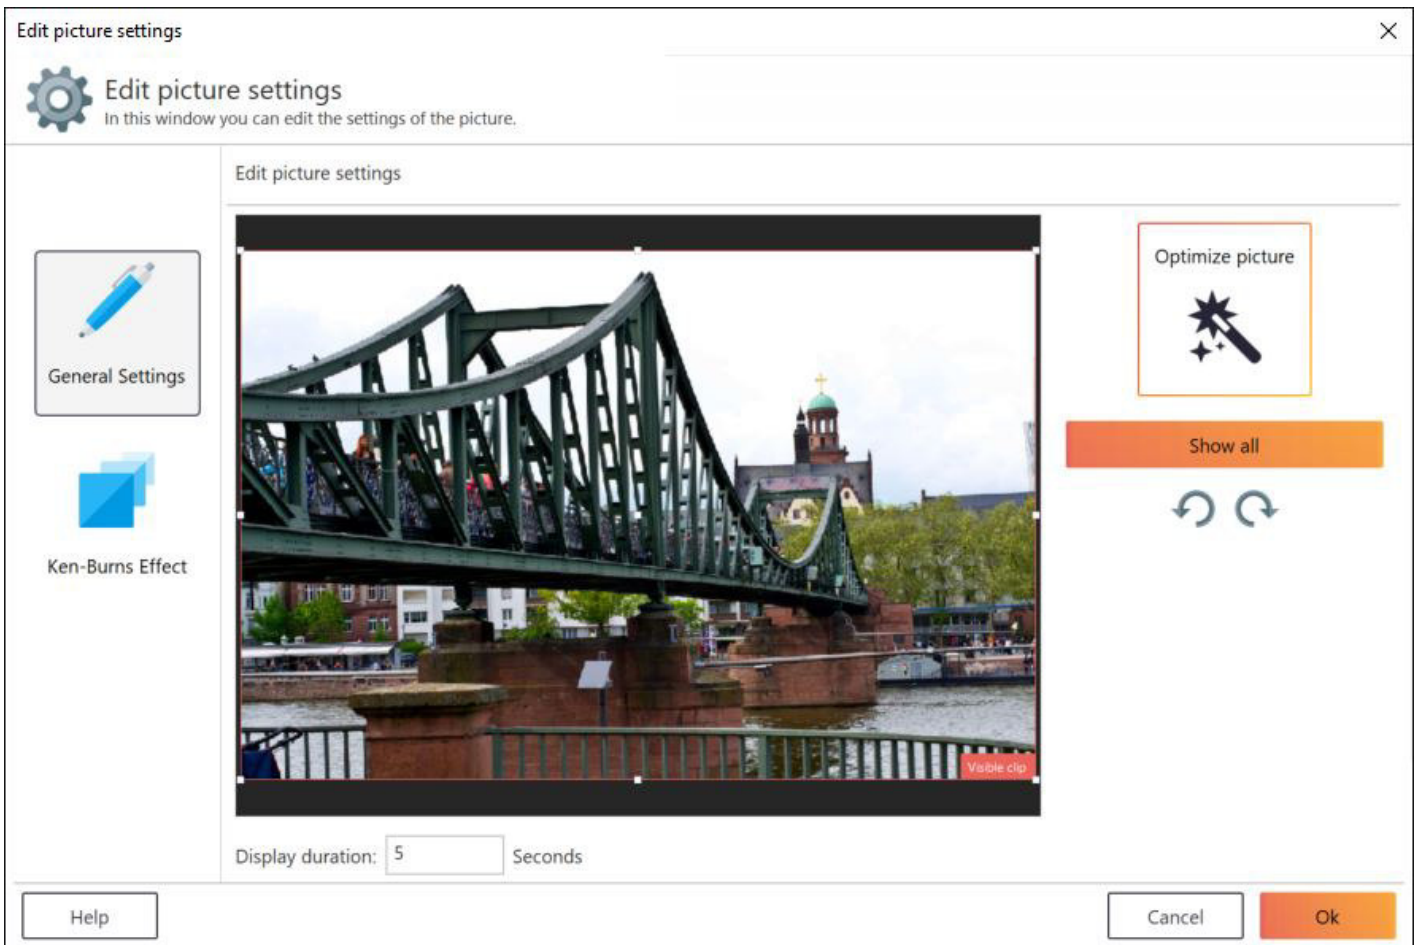 Edit picture settings
Edit picture settings
In this window you can edit the settings of the picture.
Edit picture settings
General Settings
Ken-Burns Effect
Optimize picture
Show all
Visible clip
Display duration: 5 Seconds
Help
Cancel
Ok